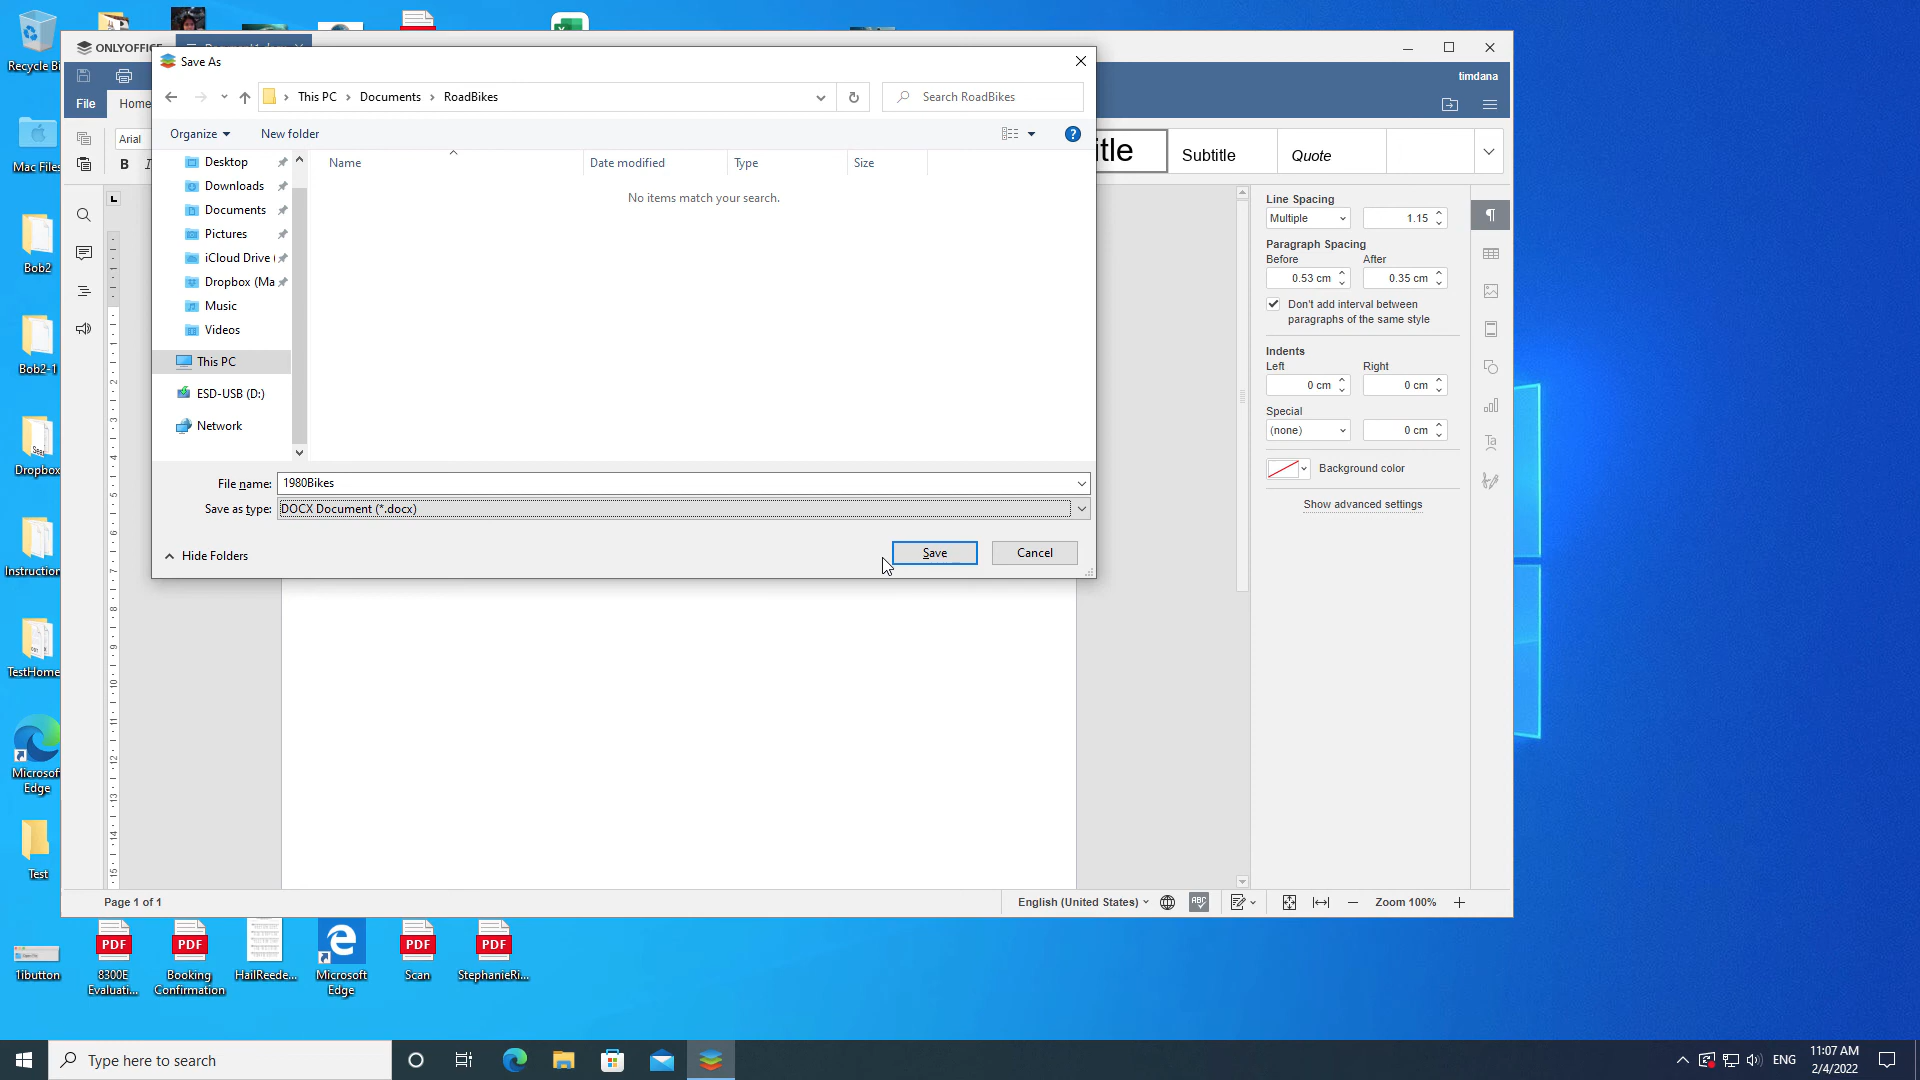 Recycle Bi
Mac Files
Bob2
Bob2-1
Dropbox
Instruction
TestHome
Microsof
Edge
Test
ONLYOFFICE
timdana
File
Home
Arial
B
Save As
This PC
Documents
RoadBikes
Search RoadBikes
Organize
New folder
Name
Date modified
Type
Size
No items match your search.
Desktop
Downloads
Documents
Pictures
iCloud Drive (
Dropbox (Ma
Music
Videos
This PC
ESD-USB (D:)
Network
File name:
1980Bikes
Save as type:
DOCX Document (*.docx)
Hide Folders
Save
Cancel
itle
Subtitle
Quote
Line Spacing
Multiple
1.15
Paragraph Spacing
Before
After
0.53 cm
0.35 cm
Don't add interval between
paragraphs of the same style
Indents
Left
Right
0 cm
0 cm
Special
(none)
0 cm
Background color
Show advanced settings
Page 1 of 1
English (United States)
ABC
Zoom 100%
1ibutton
PDF
8300E
Evaluati...
PDF
Booking
Confirmation
HailReede...
Microsoft
Edge
PDF
Scan
PDF
StephanieRi...
Type here to search
ENG
11:07 AM
2/4/2022